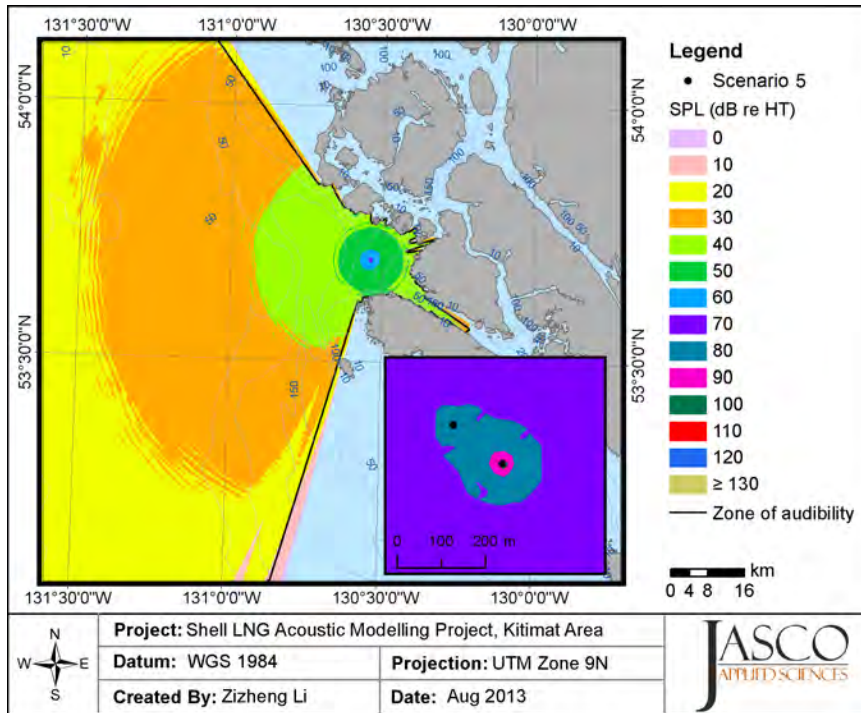 131°30'0"W 131°0'0"W 130°30'0"W 130°0'0"W
54°0'0"N
54°0'0"N
53°30'0"N
53°30'0"N
0 100 200 m
131°30'0"W 131°0'0"W 130°30'0"W 130°0'0"W
Legend
Scenario 5
SPL (dB re HT)
0
10
20
30
40
50
60
70
80
90
100
110
120
≥ 130
Zone of audibility
km
0 4 8 16
N
W E
S
Project: Shell LNG Acoustic Modelling Project, Kitimat Area
Datum: WGS 1984
Projection: UTM Zone 9N
Created By: Zizheng Li
Date: Aug 2013
JASCO
APPLIED SCIENCES